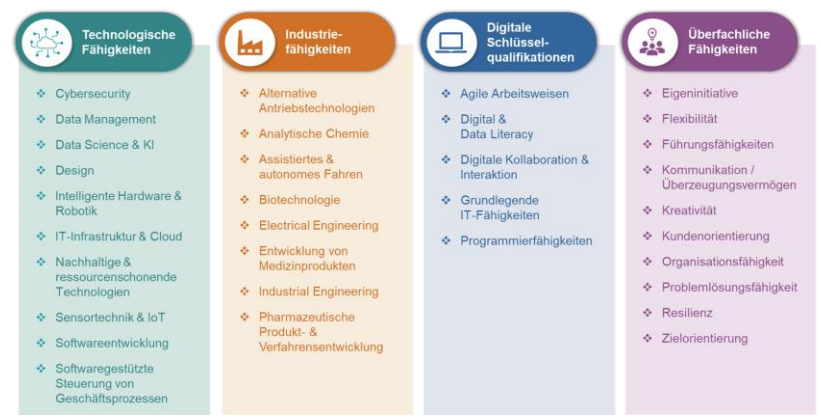 Technologische
Fähigkeiten
❖ Cybersecurity
❖ Data Management
❖ Data Science & KI
❖ Design
❖ Intelligente Hardware &
Robotik
❖ IT-Infrastruktur & Cloud
❖ Nachhaltige &
ressourcenschonende
Technologien
❖ Sensortechnik & IoT
❖ Softwareentwicklung
❖ Softwaregestützte
Steuerung von
Geschäftsprozessen
Industrie-
fähigkeiten
❖ Alternative
Antriebstechnologien
❖ Analytische Chemie
❖ Assistiertes &
autonomes Fahren
❖ Biotechnologie
❖ Electrical Engineering
❖ Entwicklung von
Medizinprodukten
❖ Industrial Engineering
❖ Pharmazeutische
Produkt- &
Verfahrensentwicklung
Digitale
Schlüssel-
qualifikationen
❖ Agile Arbeitsweisen
❖ Digital &
Data Literacy
❖ Digitale Kollaboration &
Interaktion
❖ Grundlegende
IT-Fähigkeiten
❖ Programmierfähigkeiten
Überfachliche
Fähigkeiten
❖ Eigeninitiative
❖ Flexibilität
❖ Führungsfähigkeiten
❖ Kommunikation /
Überzeugungsvermögen
❖ Kreativität
❖ Kundenorientierung
❖ Organisationsfähigkeit
❖ Problemlösungsfähigkeit
❖ Resilienz
❖ Zielorientierung